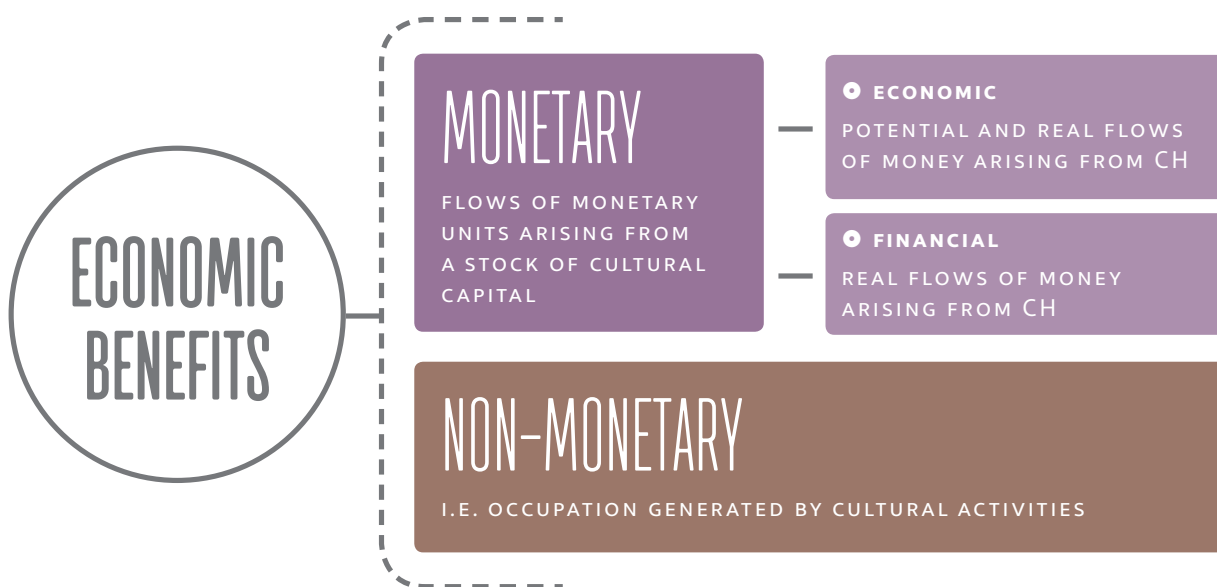 ECONOMIC
BENEFITS
MONETARY
FLOWS OF MONETARY
UNITS ARISING FROM
A STOCK OF CULTURAL
CAPITAL
ECONOMIC
POTENTIAL AND REAL FLOWS
OF MONEY ARISING FROM CH
FINANCIAL
REAL FLOWS OF MONEY
ARISING FROM CH
NON-MONETARY
I.E. OCCUPATION GENERATED BY CULTURAL ACTIVITIES